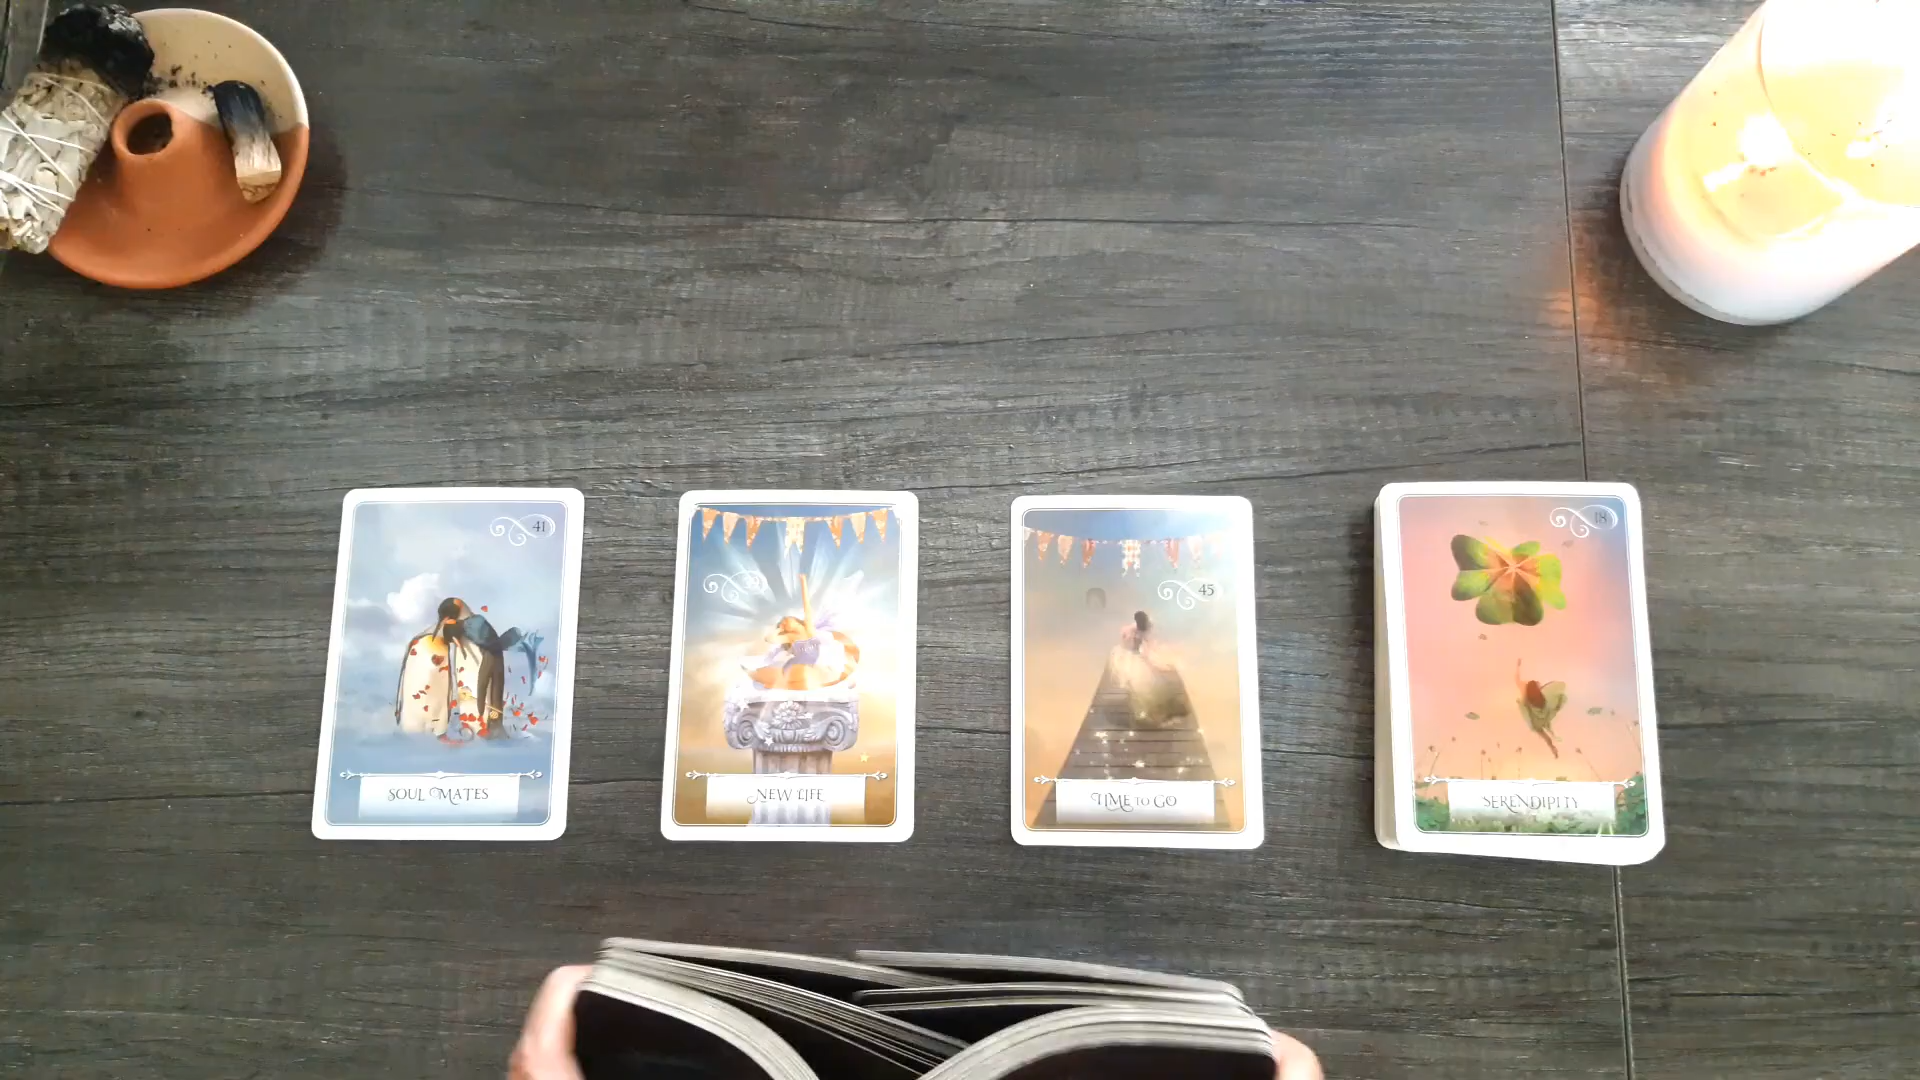 41
SOUL MATES
NEW LIFE
45
TIME TO GO
18
SERENDIPITY